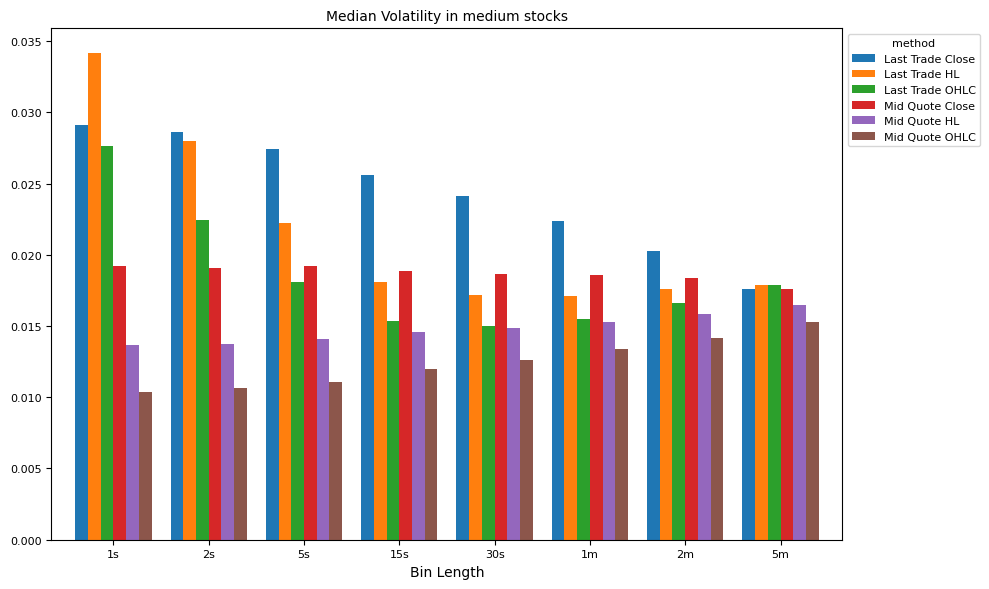 Median Volatility in medium stocks
0.035
0.030
0.025
0.020
0.015
0.010
0.005
0.000
1s 2s 5s 15s 30s 1m 2m 5m
Bin Length
method
Last Trade Close
Last Trade HL
Last Trade OHLC
Mid Quote Close
Mid Quote HL
Mid Quote OHLC